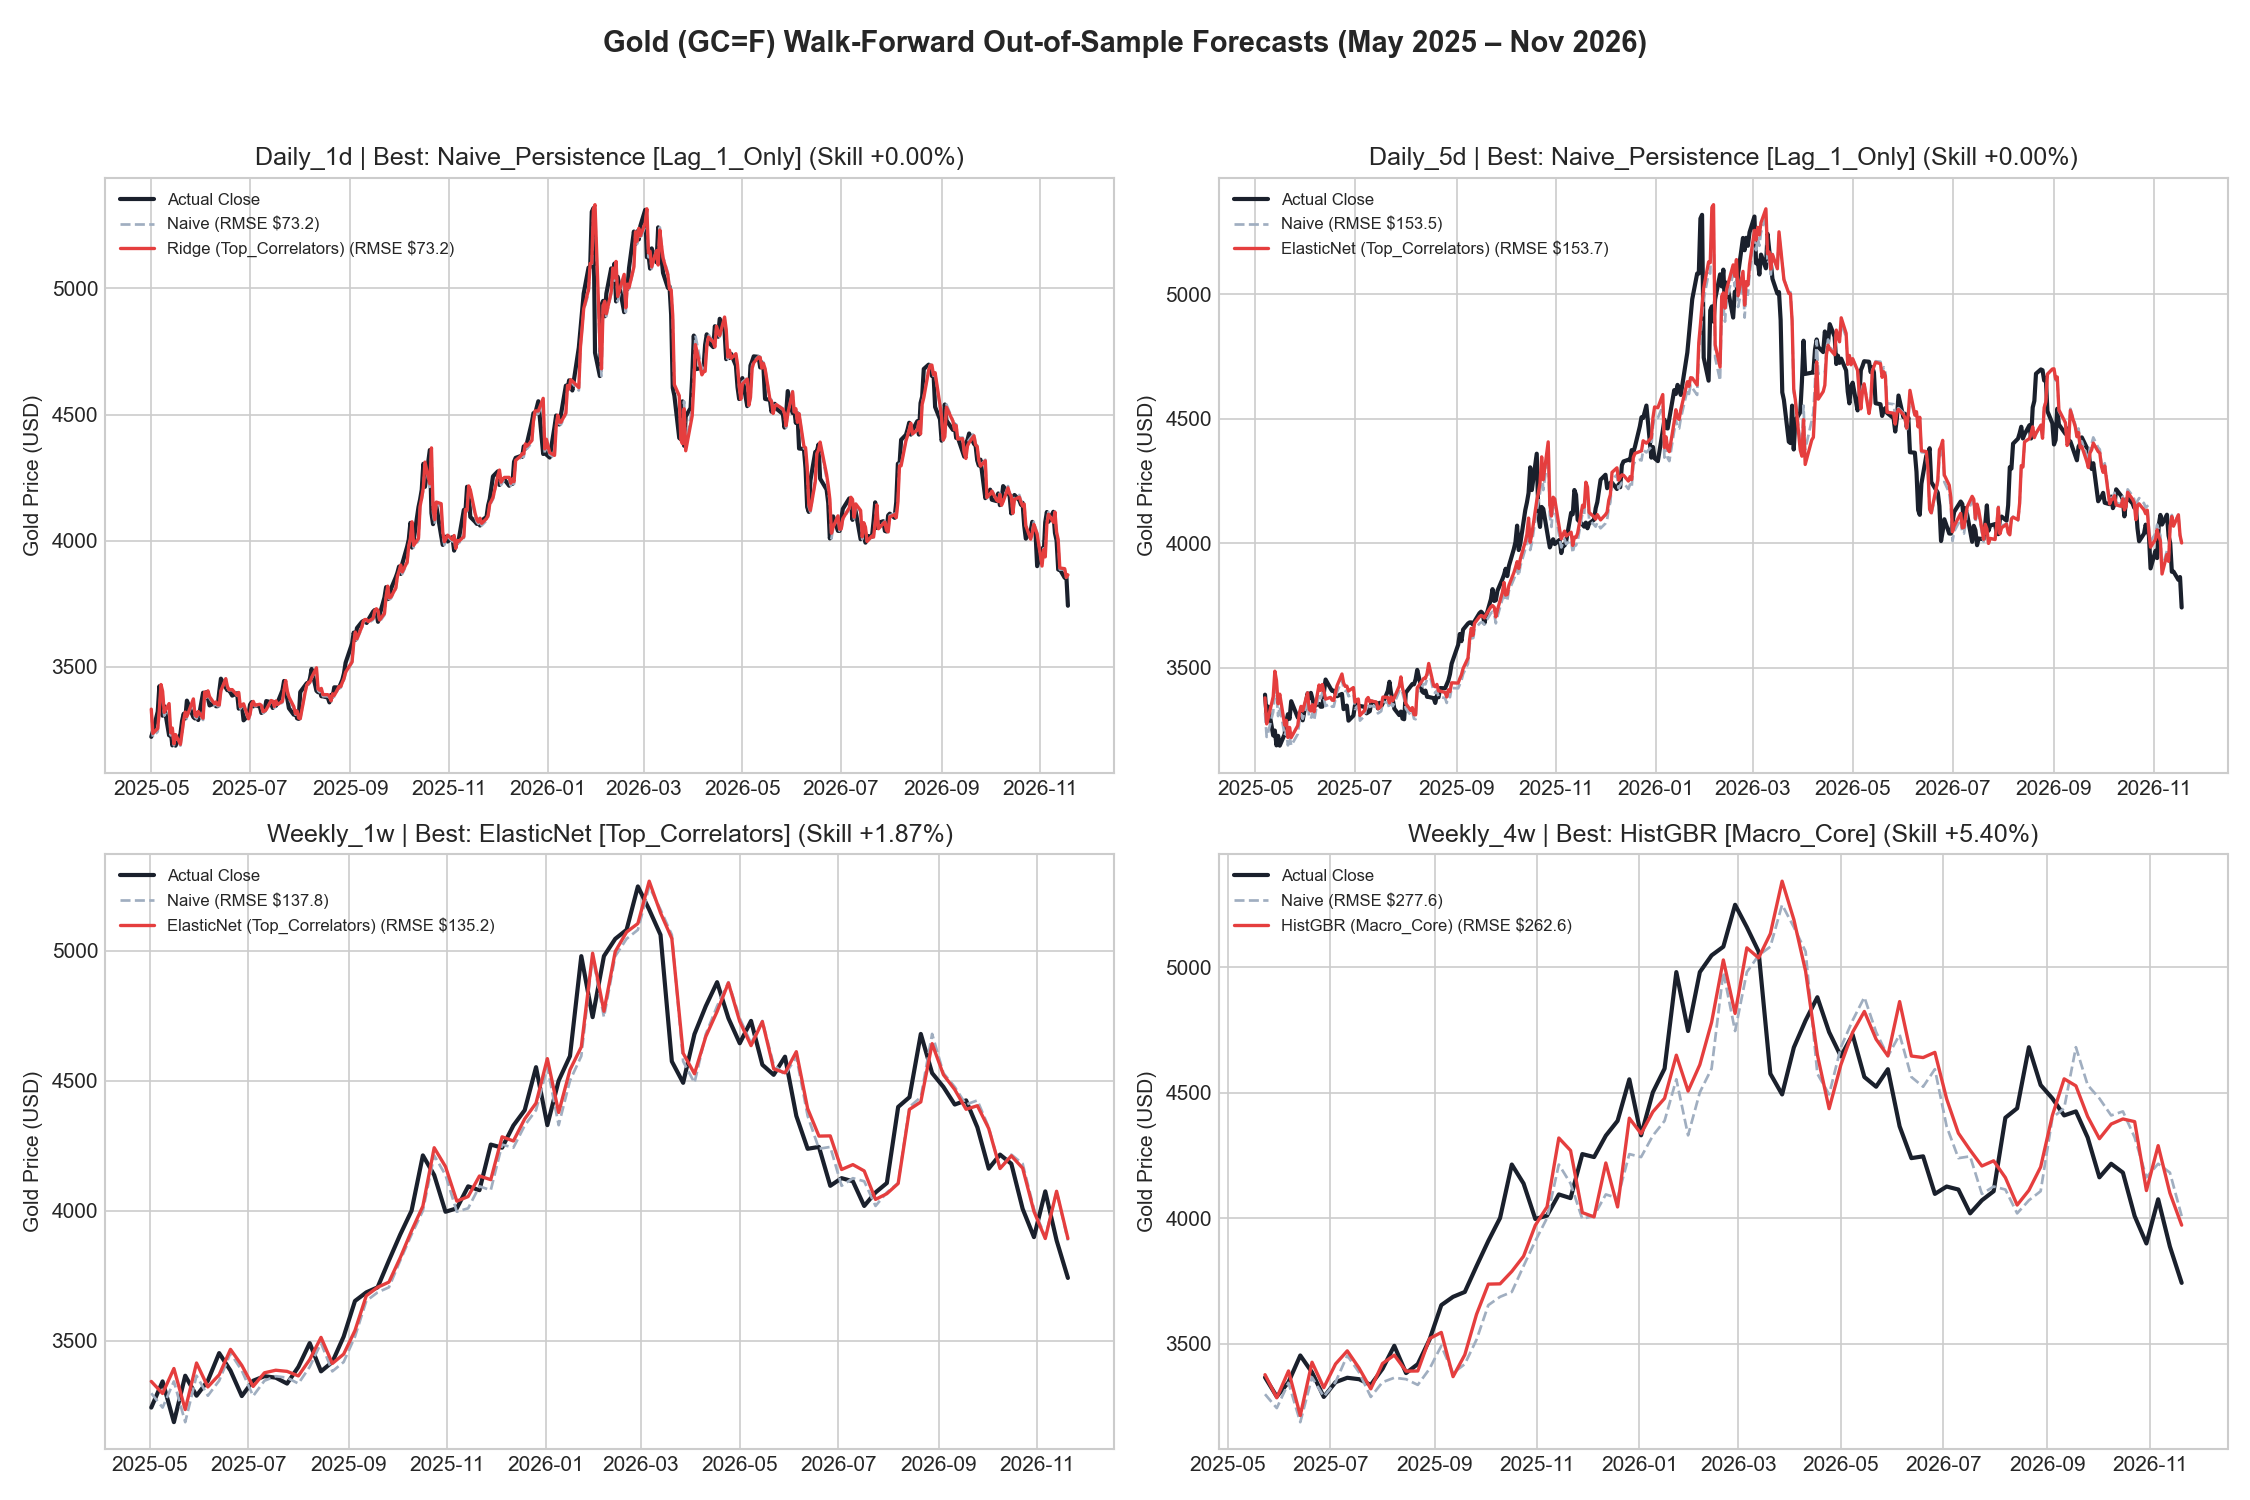 Gold (GC=F) Walk-Forward Out-of-Sample Forecasts (May 2025 – Nov 2026)
Daily_1d | Best: Naive_Persistence [Lag_1_Only] (Skill +0.00%)
Actual Close
Naive (RMSE $73.2)
Ridge (Top_Correlators) (RMSE $73.2)
Gold Price (USD)
5000
4500
4000
3500
2025-05 2025-07 2025-09 2025-11 2026-01 2026-03 2026-05 2026-07 2026-09 2026-11
Daily_5d | Best: Naive_Persistence [Lag_1_Only] (Skill +0.00%)
Actual Close
Naive (RMSE $153.5)
ElasticNet (Top_Correlators) (RMSE $153.7)
Gold Price (USD)
5000
4500
4000
3500
2025-05 2025-07 2025-09 2025-11 2026-01 2026-03 2026-05 2026-07 2026-09 2026-11
Weekly_1w | Best: ElasticNet [Top_Correlators] (Skill +1.87%)
Actual Close
Naive (RMSE $137.8)
ElasticNet (Top_Correlators) (RMSE $135.2)
Gold Price (USD)
5000
4500
4000
3500
2025-05 2025-07 2025-09 2025-11 2026-01 2026-03 2026-05 2026-07 2026-09 2026-11
Weekly_4w | Best: HistGBR [Macro_Core] (Skill +5.40%)
Actual Close
Naive (RMSE $277.6)
HistGBR (Macro_Core) (RMSE $262.6)
Gold Price (USD)
5000
4500
4000
3500
2025-05 2025-07 2025-09 2025-11 2026-01 2026-03 2026-05 2026-07 2026-09 2026-11